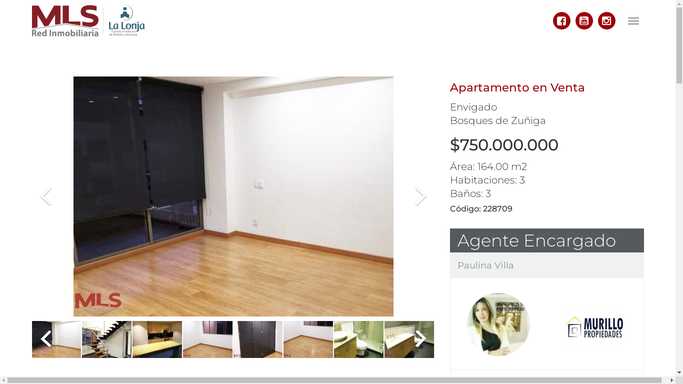 MLS
Red Inmobiliaria
La Lonja
Apartamento en Venta
Envigado
Bosques de Zuñiga
$750.000.000
Área: 164.00 m2
Habitaciones: 3
Baños: 3
Código: 228709
Agente Encargado
Paulina Villa
MLS
MURILLO
PROPIEDADES